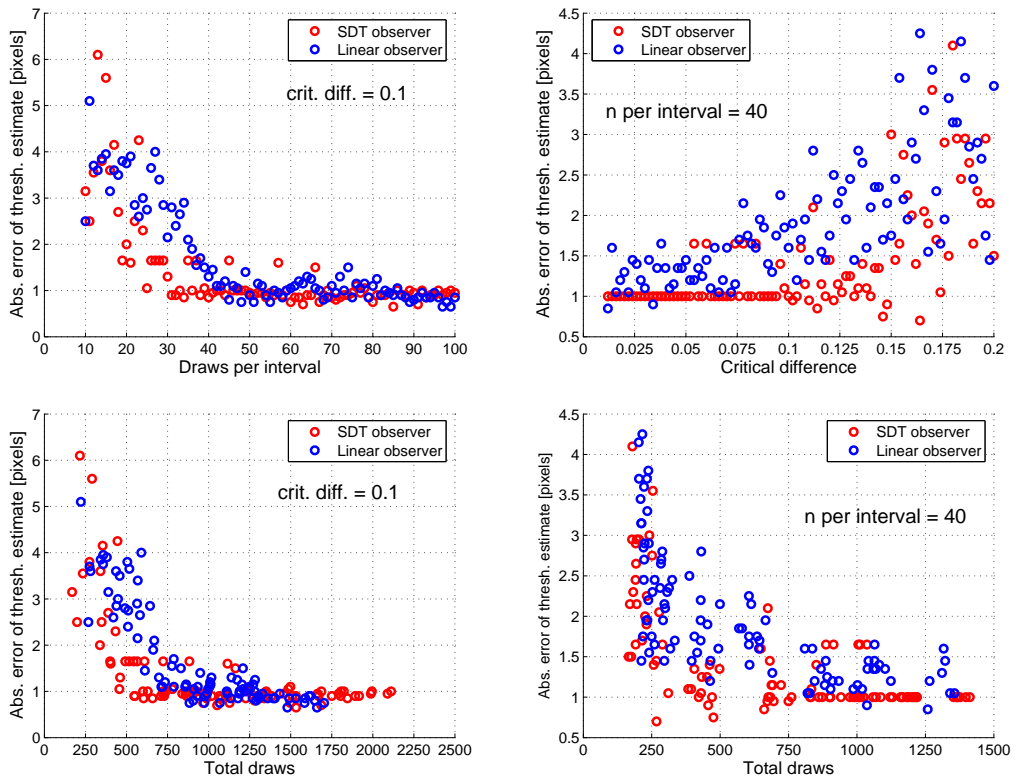 7
6
5
4
3
2
1
0
Abs. error of thresh. estimate [pixels]
SDT observer
Linear observer
crit. diff. = 0.1
0 10 20 30 40 50 60 70 80 90 100
Draws per interval
4.5
4
3.5
3
2.5
2
1.5
1
0.5
Abs. error of thresh. estimate [pixels]
SDT observer
Linear observer
n per interval = 40
0 0.025 0.05 0.075 0.1 0.125 0.15 0.175 0.2
Critical difference
7
6
5
4
3
2
1
0
Abs. error of thresh. estimate [pixels]
SDT observer
Linear observer
crit. diff. = 0.1
0 250 500 750 1000 1250 1500 1750 2000 2250 2500
Total draws
4.5
4
3.5
3
2.5
2
1.5
1
0.5
Abs. error of thresh. estimate [pixels]
SDT observer
Linear observer
n per interval = 40
0 250 500 750 1000 1250 1500
Total draws